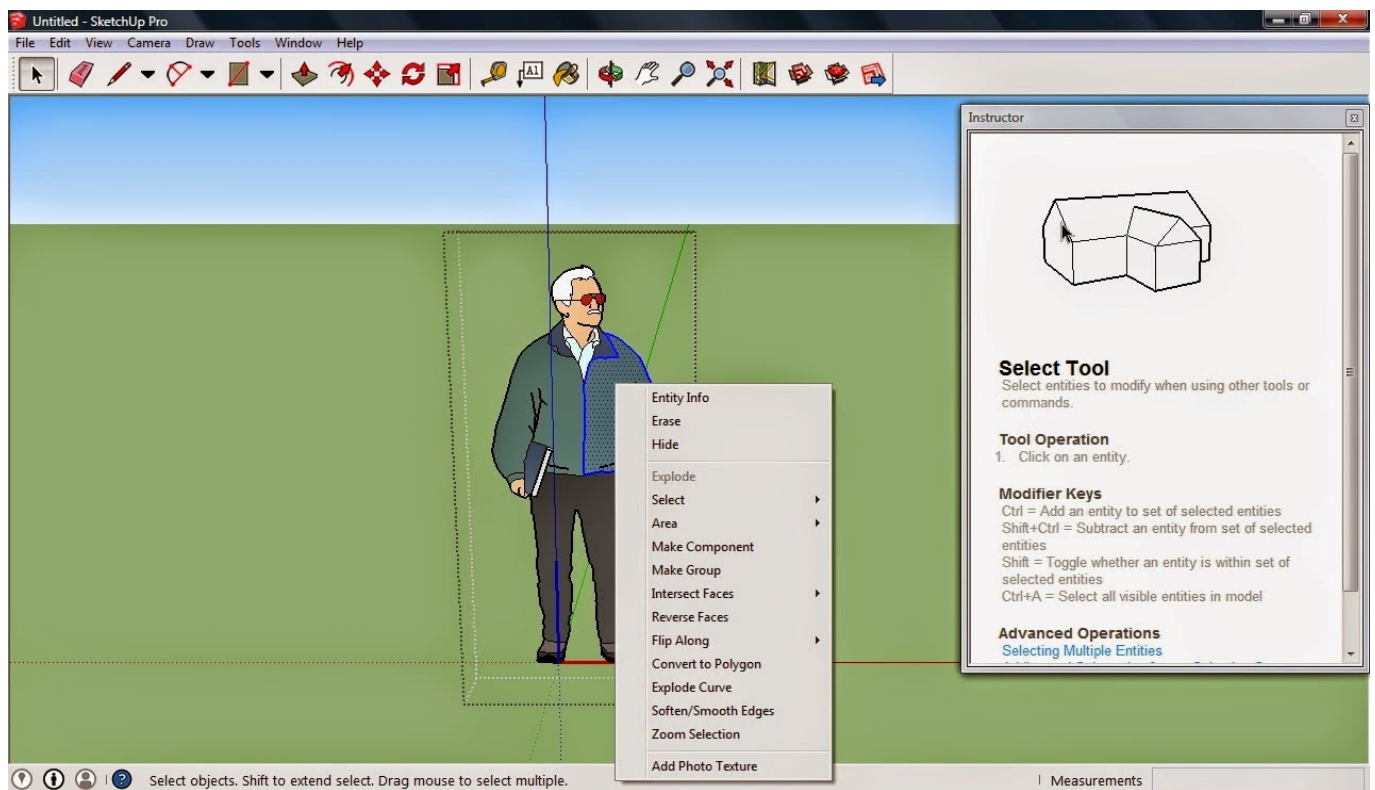 Untitled - SketchUp Pro
File Edit View Camera Draw Tools Window Help
A1
Instructor
Select Tool
Select entities to modify when using other tools or
commands.
Tool Operation
1. Click on an entity.
Modifier Keys
Ctrl = Add an entity to set of selected entities
Shift+Ctrl = Subtract an entity from set of selected
entities
Shift = Toggle whether an entity is within set of
selected entities
Ctrl+A = Select all visible entities in model
Advanced Operations
Selecting Multiple Entities
Entity Info
Erase
Hide
Explode
Select
Area
Make Component
Make Group
Intersect Faces
Reverse Faces
Flip Along
Convert to Polygon
Explode Curve
Soften/Smooth Edges
Zoom Selection
Add Photo Texture
Select objects. Shift to extend select. Drag mouse to select multiple.
Measurements